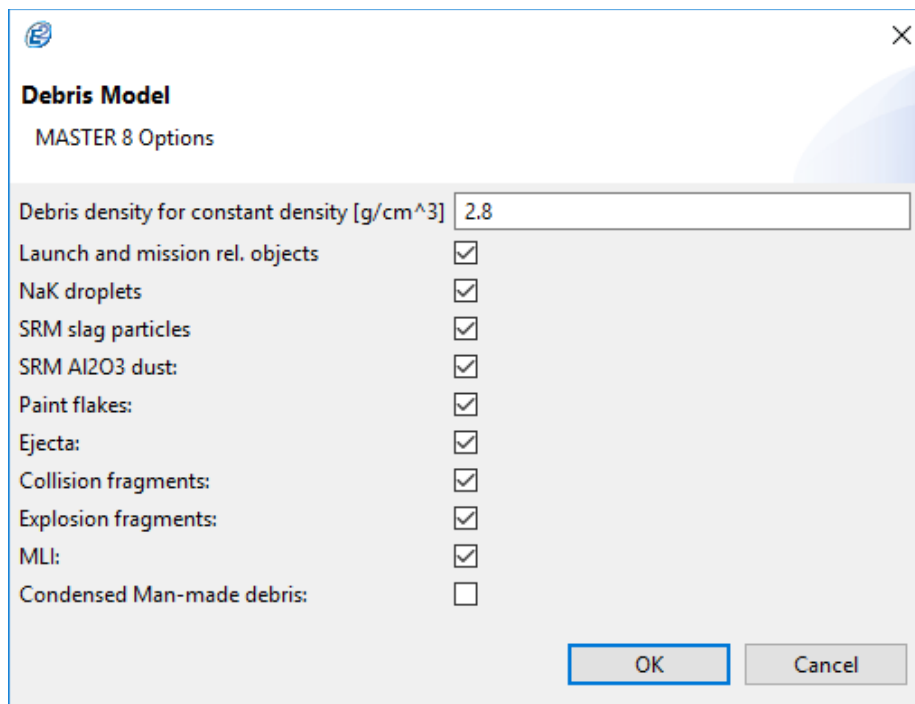 Debris Model
MASTER 8 Options
Debris density for constant density [g/cm^3] 2.8
Launch and mission rel. objects
NaK droplets
SRM slag particles
SRM Al2O3 dust:
Paint flakes:
Ejecta:
Collision fragments:
Explosion fragments:
MLI:
Condensed Man-made debris:
OK Cancel